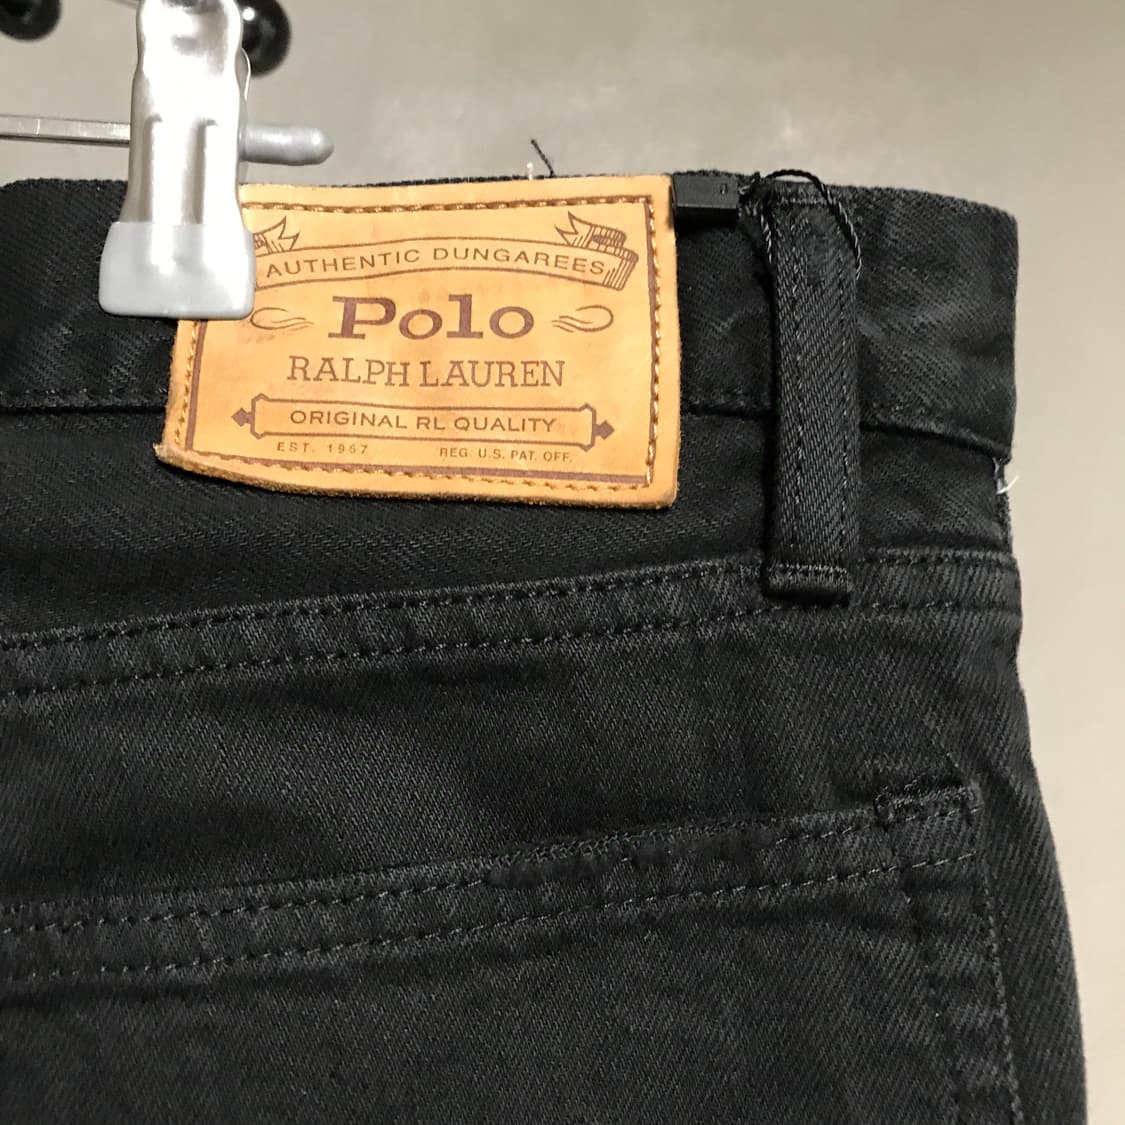 AUTHENTIC DUNGAREES
Polo
RALPH LAUREN
ORIGINAL RL QUALITY
EST. 1967 REG. U.S. PAT. OFF.